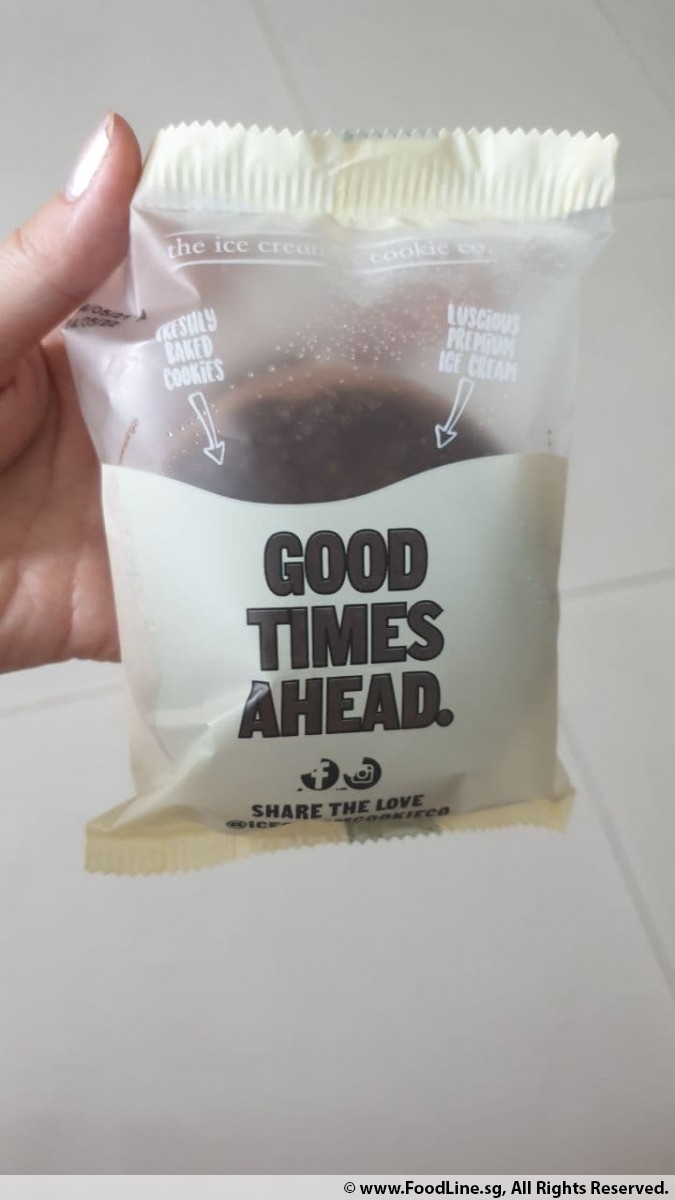 the ice cream cookie co.
FRESHLY
BAKED
COOKIES
LUSCIOUS
PREMIUM
ICE CREAM
GOOD
TIMES
AHEAD.
SHARE THE LOVE
© www.FoodLine.sg, All Rights Reserved.